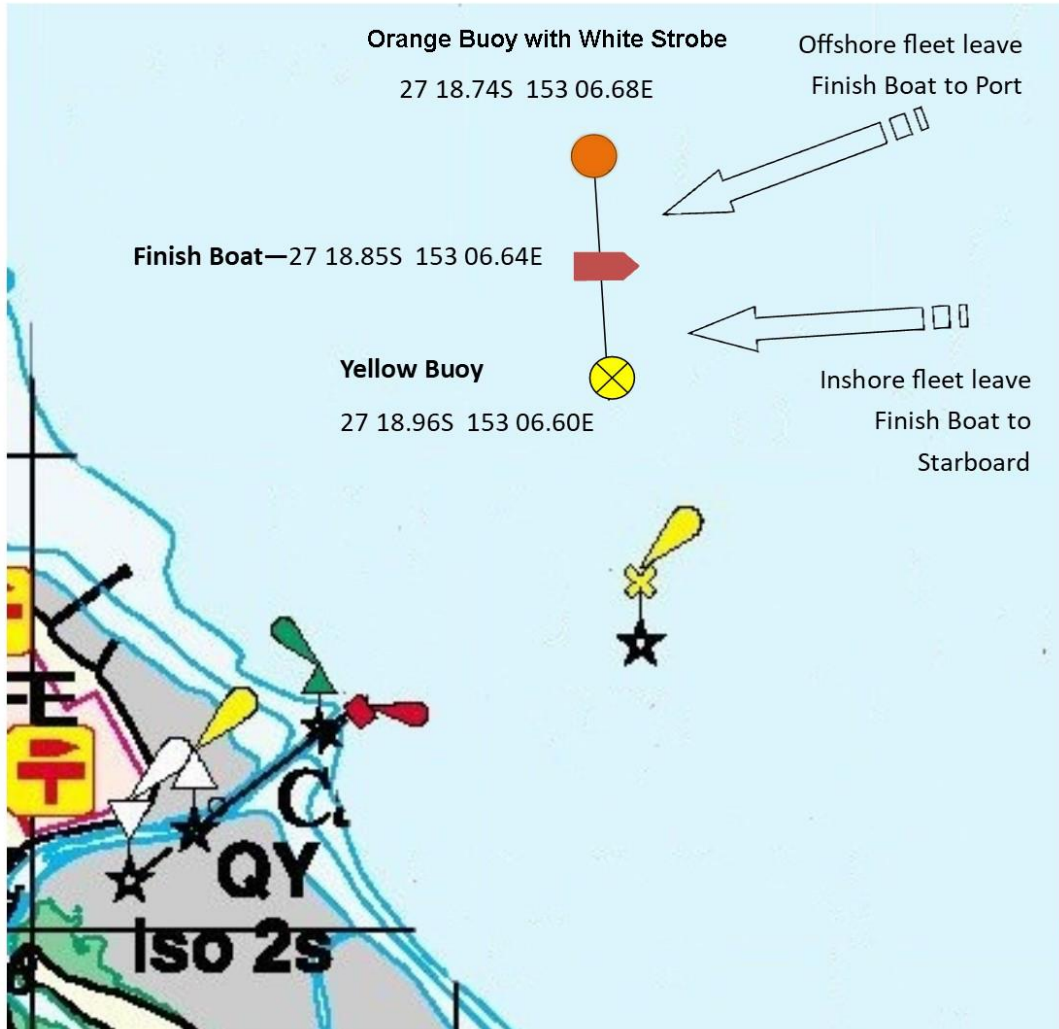 Orange Buoy with White Strobe
27 18.74S 153 06.68E
Offshore fleet leave
Finish Boat to Port
Finish Boat—27 18.85S 153 06.64E
Yellow Buoy
27 18.96S 153 06.60E
Inshore fleet leave
Finish Boat to
Starboard
QY
Iso 2s